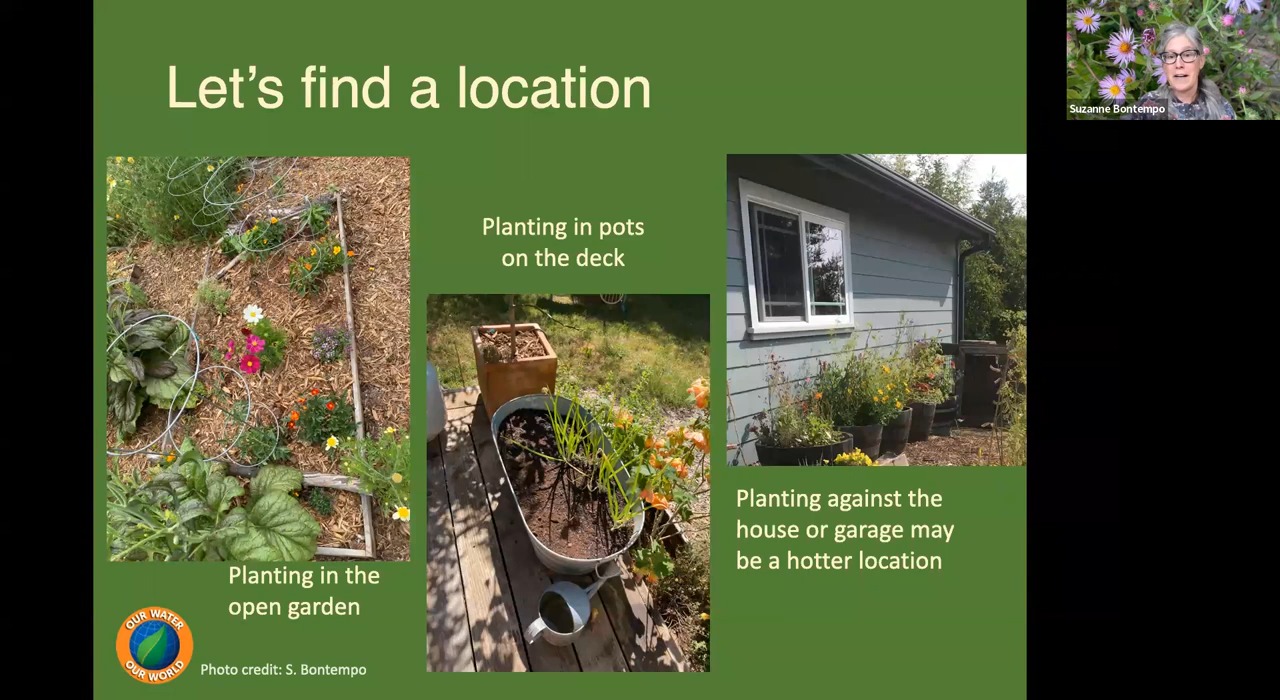 Let's find a location
Suzanne Bontempo
Planting in pots
on the deck
Planting against the
house or garage may
be a hotter location
Planting in the
open garden
OUR WATER
OUR WORLD
Photo credit: S. Bontempo